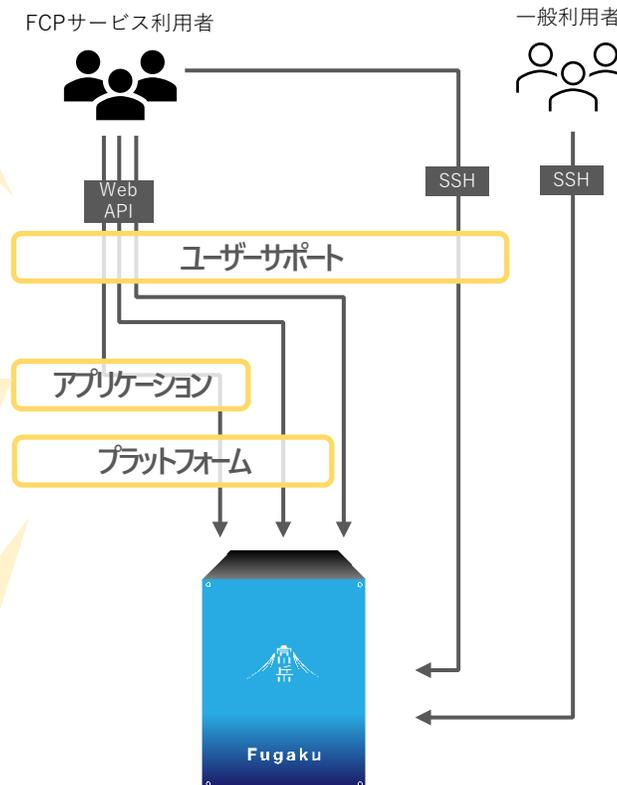 FCPサービス利用者
一般利用者
Web
API
SSH
SSH
ユーザーサポート
アプリケーション
プラットフォーム
富岳
Fugaku